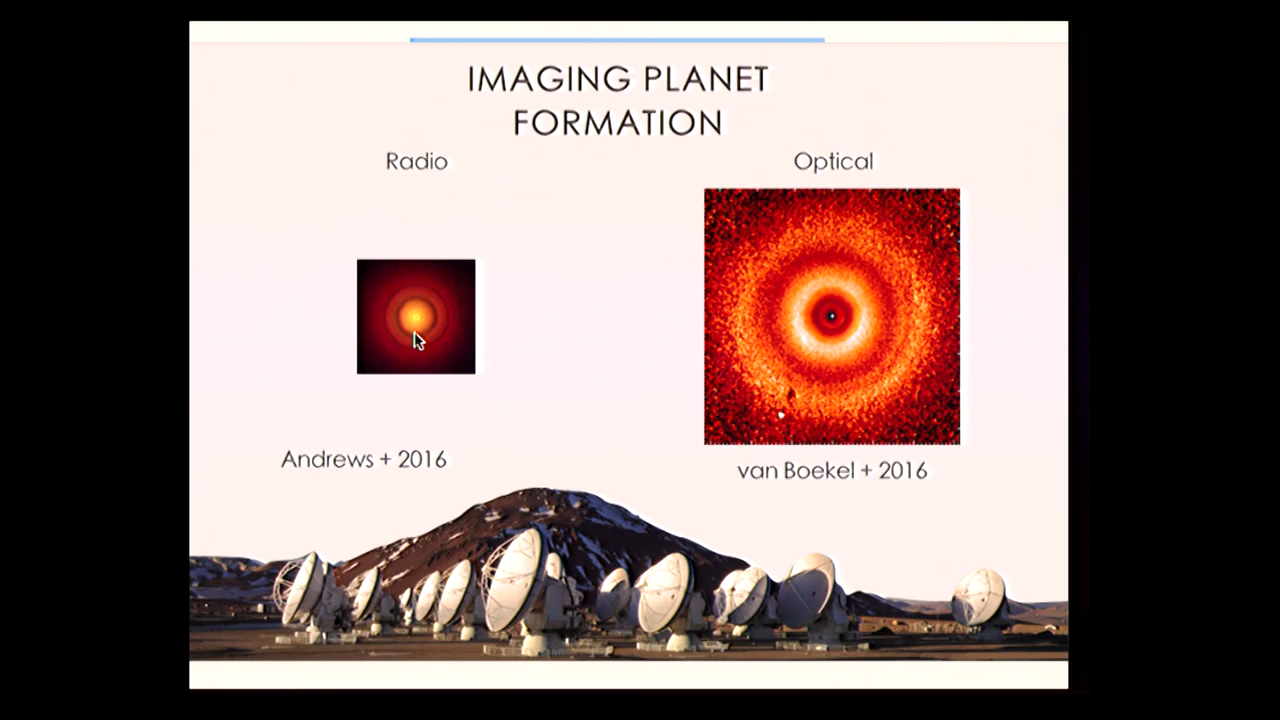 IMAGING PLANET
FORMATION
Radio
Optical
Andrews + 2016
van Boekel + 2016